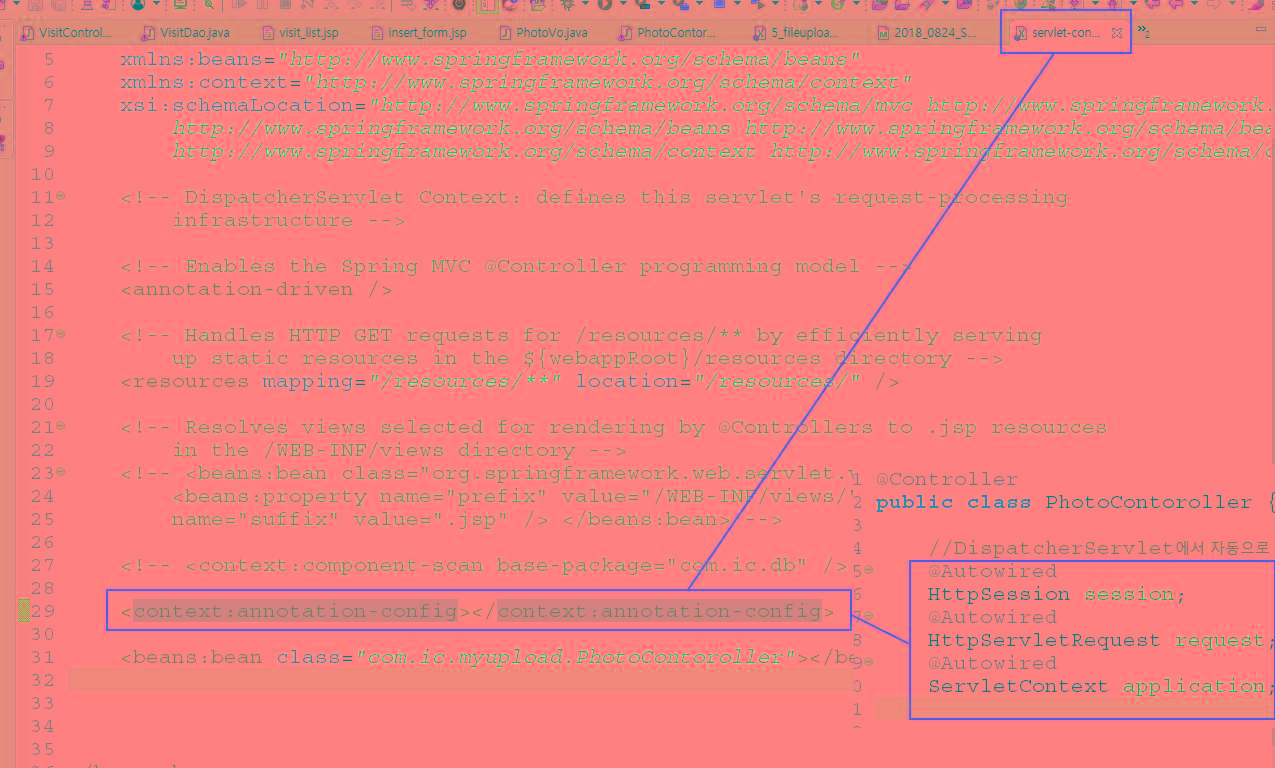 VisitControl... VisitDao.java visit_list.jsp insert_form.jsp PhotoVo.java PhotoContor... 5_fileuploa... 2018_0824_S... servlet-con... »2
5 xmlns:beans="http://www.springframework.org/schema/beans"
6 xmlns:context="http://www.springframework.org/schema/context"
7 xsi:schemaLocation="http://www.springframework.org/schema/mvc http://www.springframework.
8 http://www.springframework.org/schema/beans http://www.springframework.org/schema/bea
9 http://www.springframework.org/schema/context http://www.springframework.org/schema/c
10
11 <!-- DispatcherServlet Context: defines this servlet's request-processing
12 infrastructure -->
13
14 <!-- Enables the Spring MVC @Controller programming model -->
15 <annotation-driven />
16
17 <!-- Handles HTTP GET requests for /resources/** by efficiently serving
18 up static resources in the ${webappRoot}/resources directory -->
19 <resources mapping="/resources/**" location="/resources/" />
20
21 <!-- Resolves views selected for rendering by @Controllers to .jsp resources
22 in the /WEB-INF/views directory -->
23 <!-- <beans:bean class="org.springframework.web.servlet.v
24 <beans:property name="prefix" value="/WEB-INF/views/"
25 name="suffix" value=".jsp" /> </beans:bean> -->
26
27 <!-- <context:component-scan base-package="com.ic.db" />
28
29 <context:annotation-config></context:annotation-config>
30
31 <beans:bean class="com.ic.myupload.PhotoContoroller"></be
32
33
34
35
1 @Controller
2 public class PhotoContoroller {
3
4 //DispatcherServlet에서 자동으로
5 @Autowired
6 HttpSession session;
7 @Autowired
8 HttpServletRequest request;
9 @Autowired
0 ServletContext application;
1